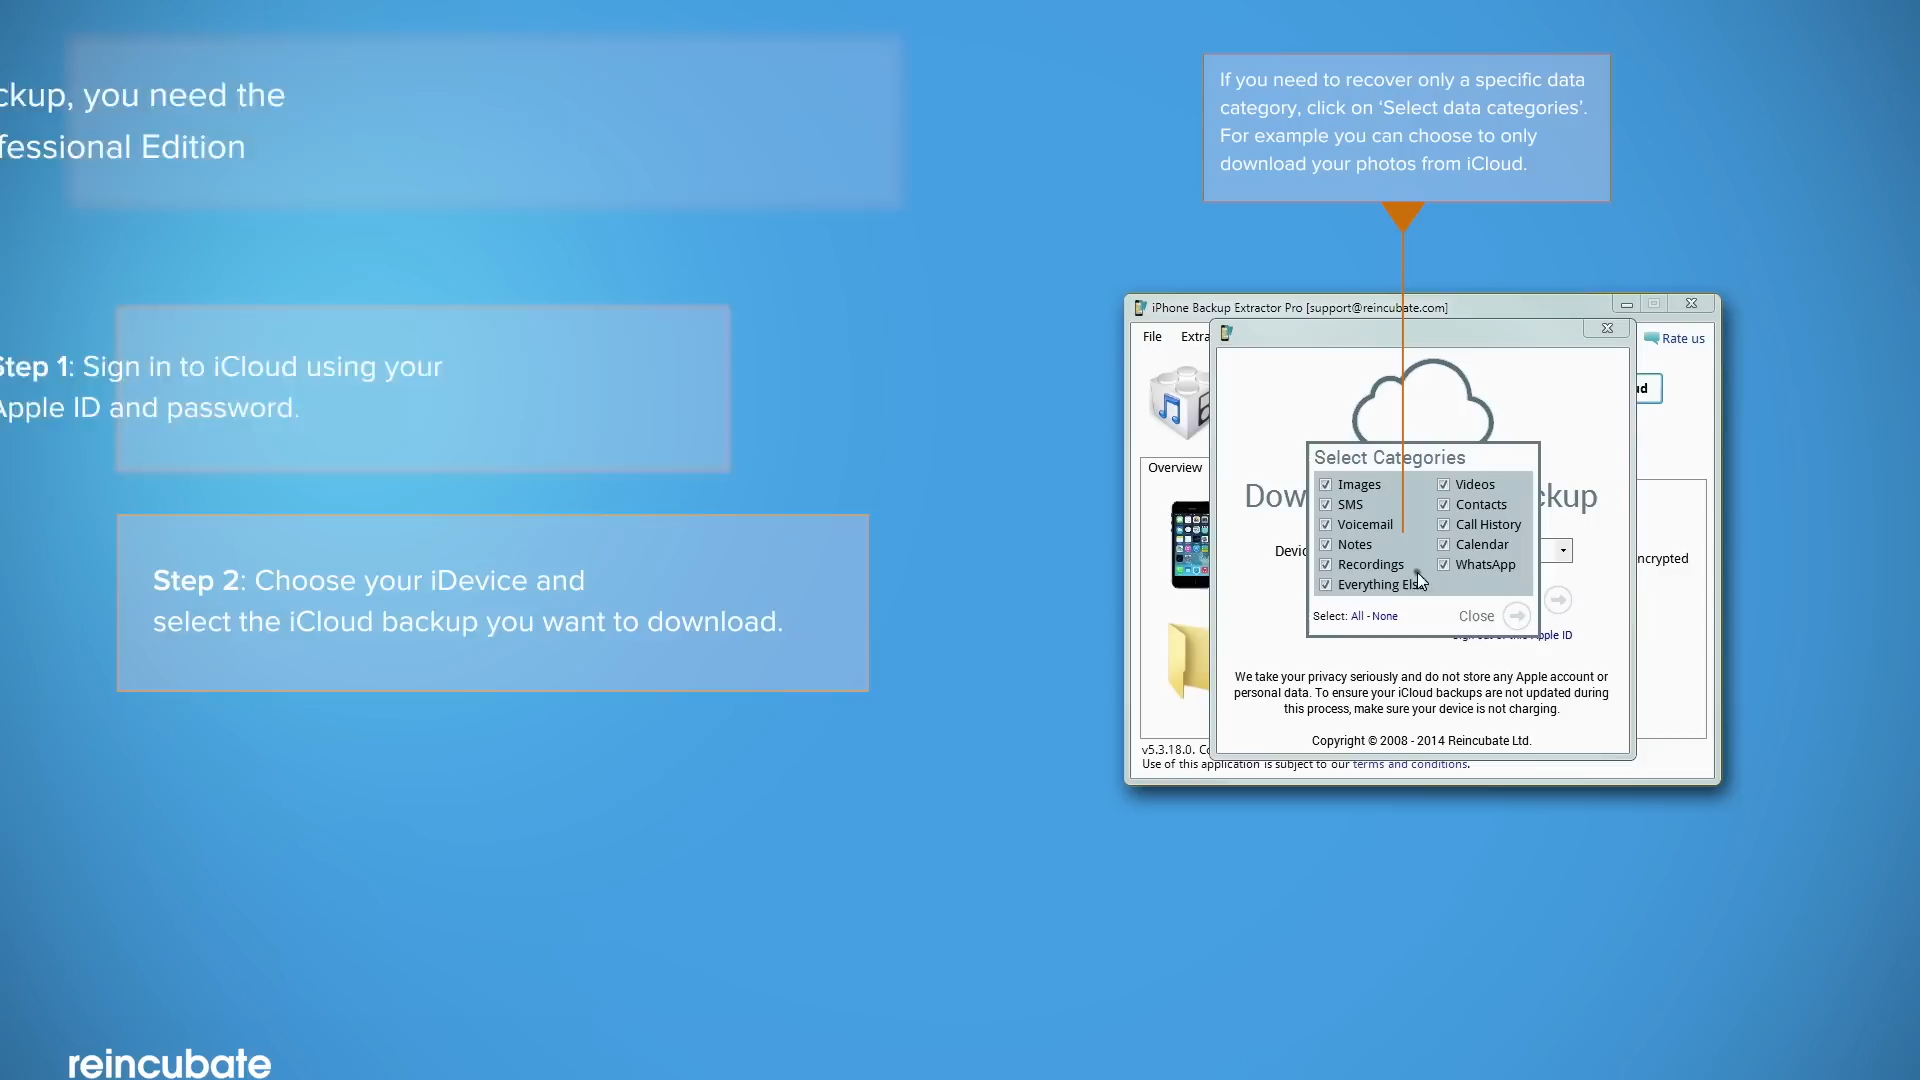 ckup, you need the
fessional Edition
Step 1: Sign in to iCloud using your
Apple ID and password.
Step 2: Choose your iDevice and
select the iCloud backup you want to download.
reincubate
If you need to recover only a specific data
category, click on ‘Select data categories’.
For example you can choose to only
download your photos from iCloud.
iPhone Backup Extractor Pro [support@reincubate.com]
File Extra
Rate us
ud
Overview
Select Categories
Images Videos
SMS Contacts
Voicemail Call History
Notes Calendar
Recordings WhatsApp
Everything Else
Select: All - None Close
Dow ckup
Devic
ncrypted
Sign out of this Apple ID
We take your privacy seriously and do not store any Apple account or
personal data. To ensure your iCloud backups are not updated during
this process, make sure your device is not charging.
Copyright © 2008 - 2014 Reincubate Ltd.
v5.3.18.0. Co
Use of this application is subject to our terms and conditions.